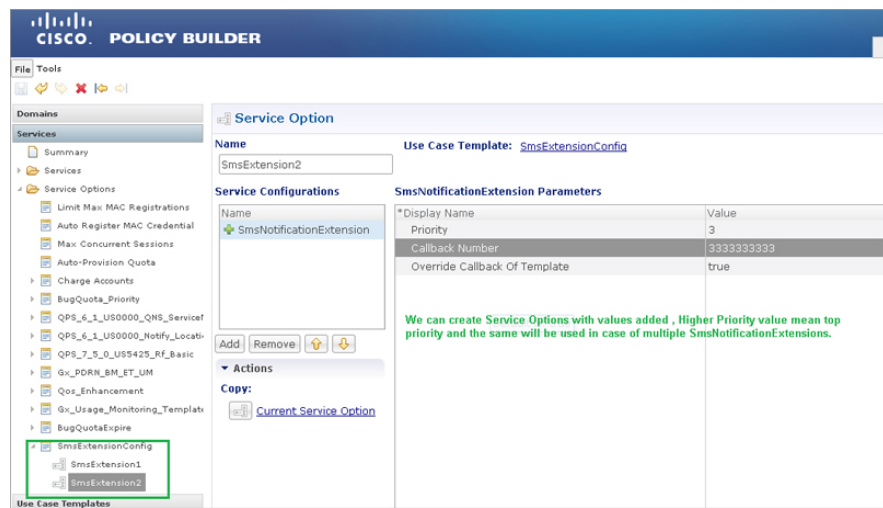 CISCO. POLICY BUILDER
File Tools
Domains
Services
Summary
Services
Service Options
Limit Max MAC Registrations
Auto Register MAC Credential
Max Concurrent Sessions
Auto-Provision Quota
Charge Accounts
BugQuota_Priority
QPS_6_1_US0000_QNS_Servicef
QPS_6_1_US0000_Notify_Locati
QPS_7_5_0_US5425_Rf_Basic
Gx_PDRN_BM_ET_UM
Qos_Enhancement
Gx_Usage_Monitoring_Templat
BugQuotaExpire
SmsExtensionConfig
SmsExtension1
SmsExtension2
Use Case Templates
Service Option
Name
SmsExtension2
Service Configurations
Name
SmsNotificationExtension
Add Remove
Actions
Copy:
Current Service Option
Use Case Template: SmsExtensionConfig
SmsNotificationExtension Parameters
*Display Name Value
Priority 3
Callback Number 3333333333
Override Callback Of Template true
We can create Service Options with values added , Higher Priority value mean top
priority and the same will be used in case of multiple SmsNotificationExtensions.